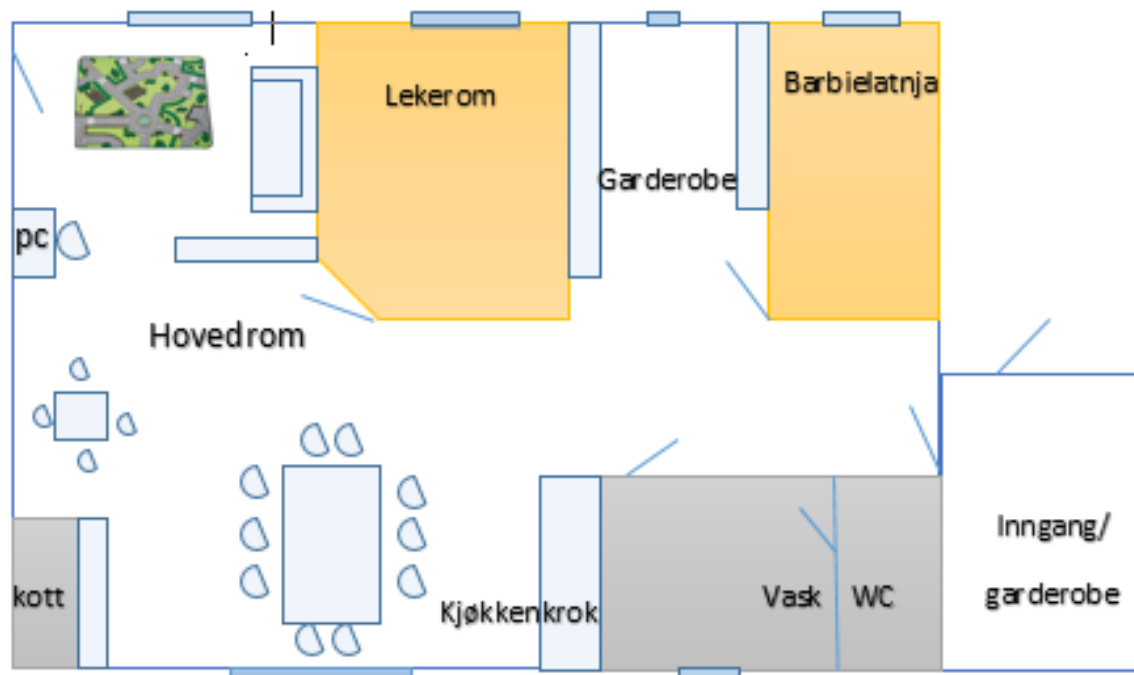 Lekerom
Barbielatnja
Garderobe
pc
Hovedrom
Inngang/
garderobe
kott
Kjøkkenkrok
Vask
WC